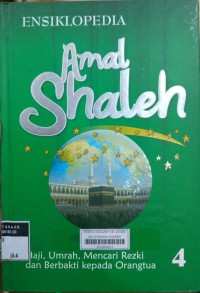 ENSIKLOPEDIA
Amal
Shaleh
Haji, Umrah, Mencari Rezki
dan Berbakti kepada Orangtua
4